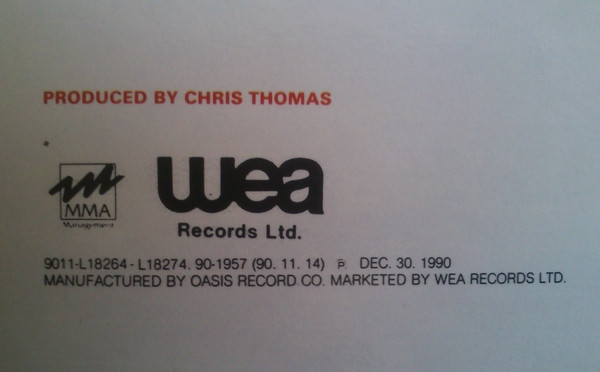 PRODUCED BY CHRIS THOMAS
MMA
Management
wea
Records Ltd.
9011-L18264 - L18274. 90-1957 (90. 11. 14) ℗ DEC. 30. 1990
MANUFACTURED BY OASIS RECORD CO. MARKETED BY WEA RECORDS LTD.